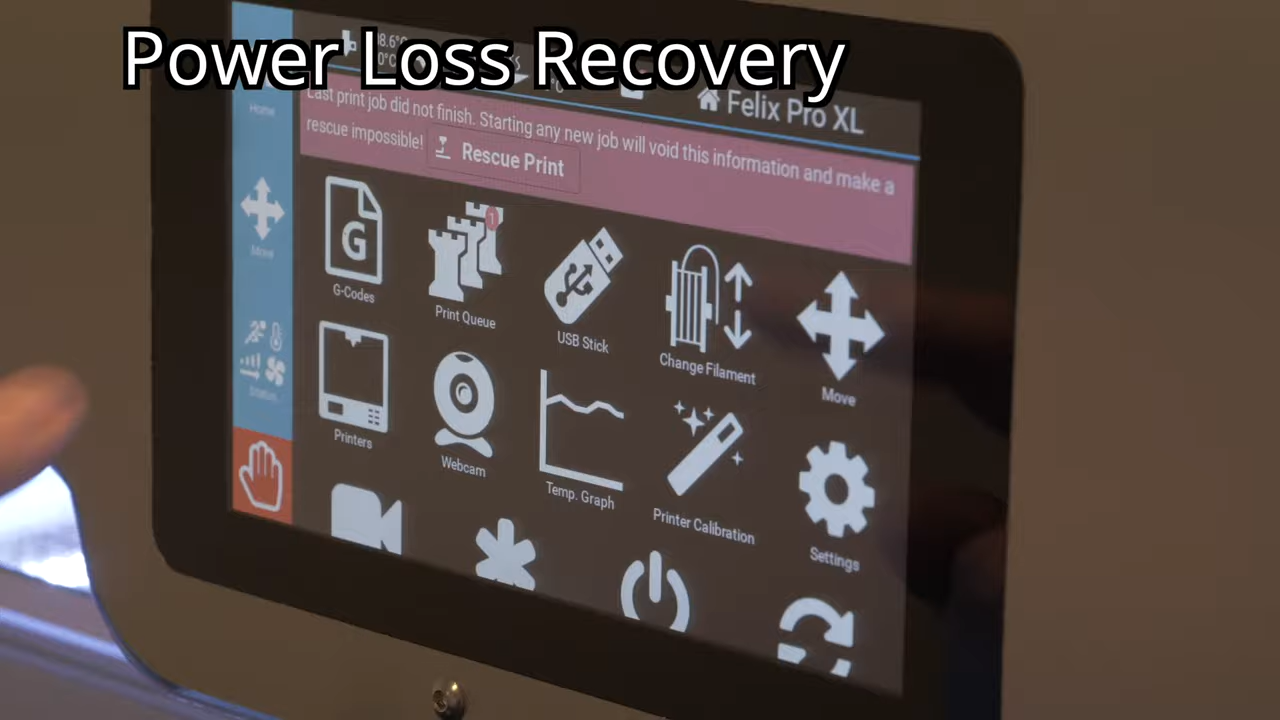 Power Loss Recovery
Felix Pro XL
Last print job did not finish. Starting any new job will void this information and make a
rescue impossible! Rescue Print
Home
Move
Status
G-Codes
1
Print Queue
USB Stick
Change Filament
Move
Printers
Webcam
Temp. Graph
Printer Calibration
Settings